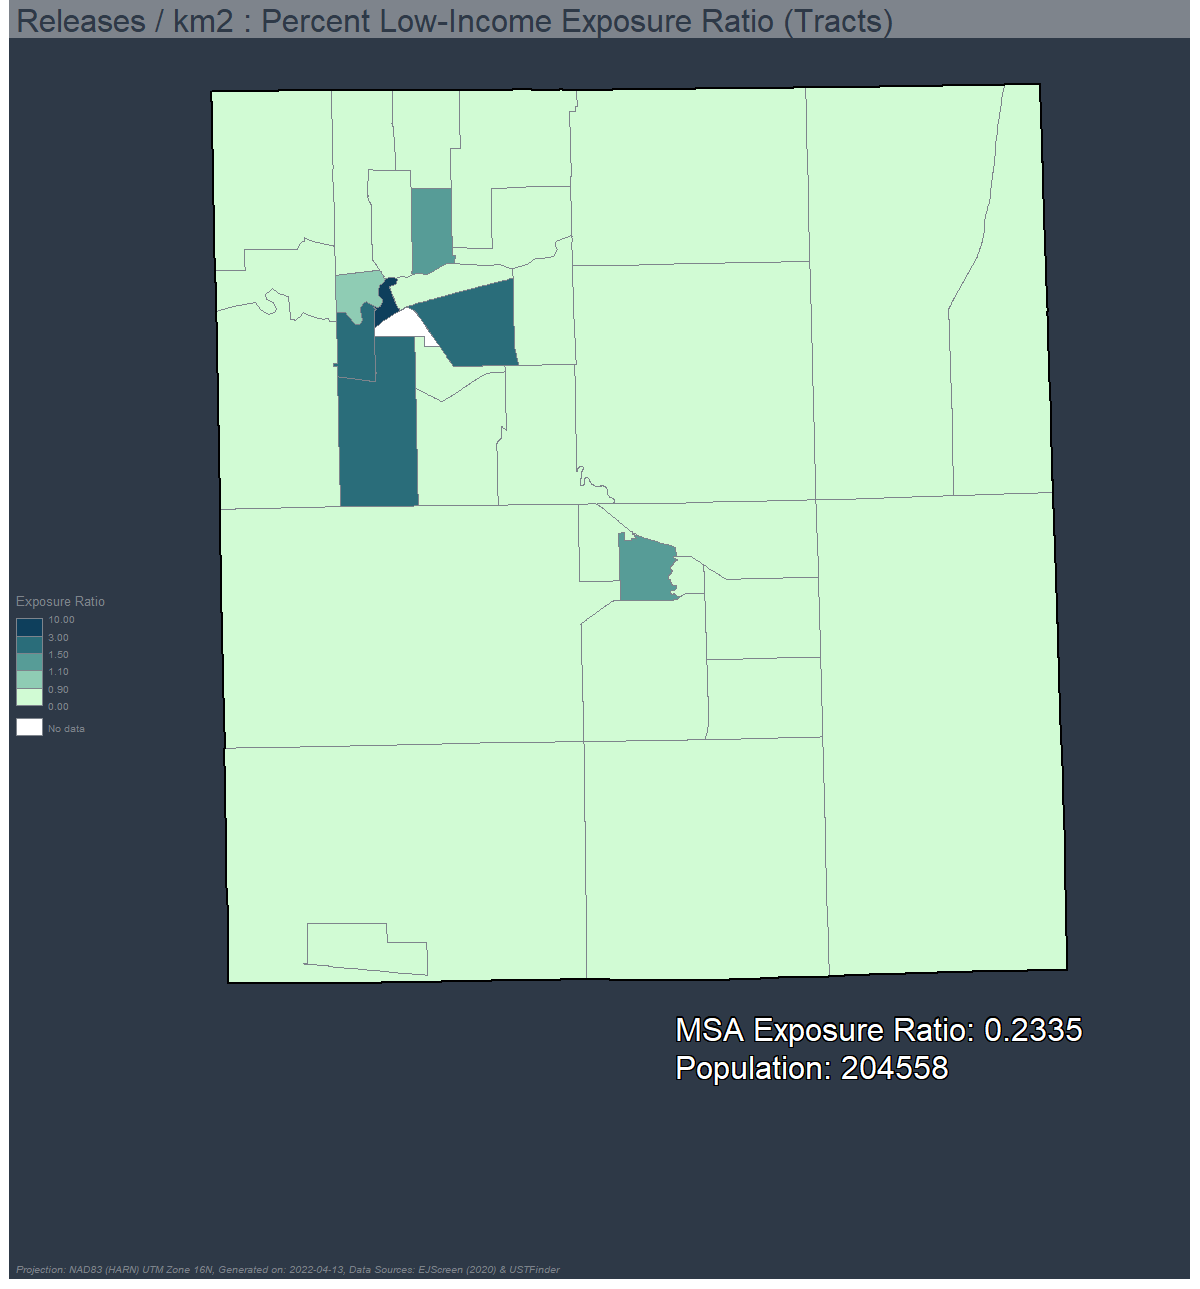 Releases / km2 : Percent Low-Income Exposure Ratio (Tracts)
Exposure Ratio
10.00
3.00
1.50
1.10
0.90
0.00
No data
MSA Exposure Ratio: 0.2335
Population: 204558
Projection: NAD83 (HARN) UTM Zone 16N, Generated on: 2022-04-13, Data Sources: EJScreen (2020) & USTFinder